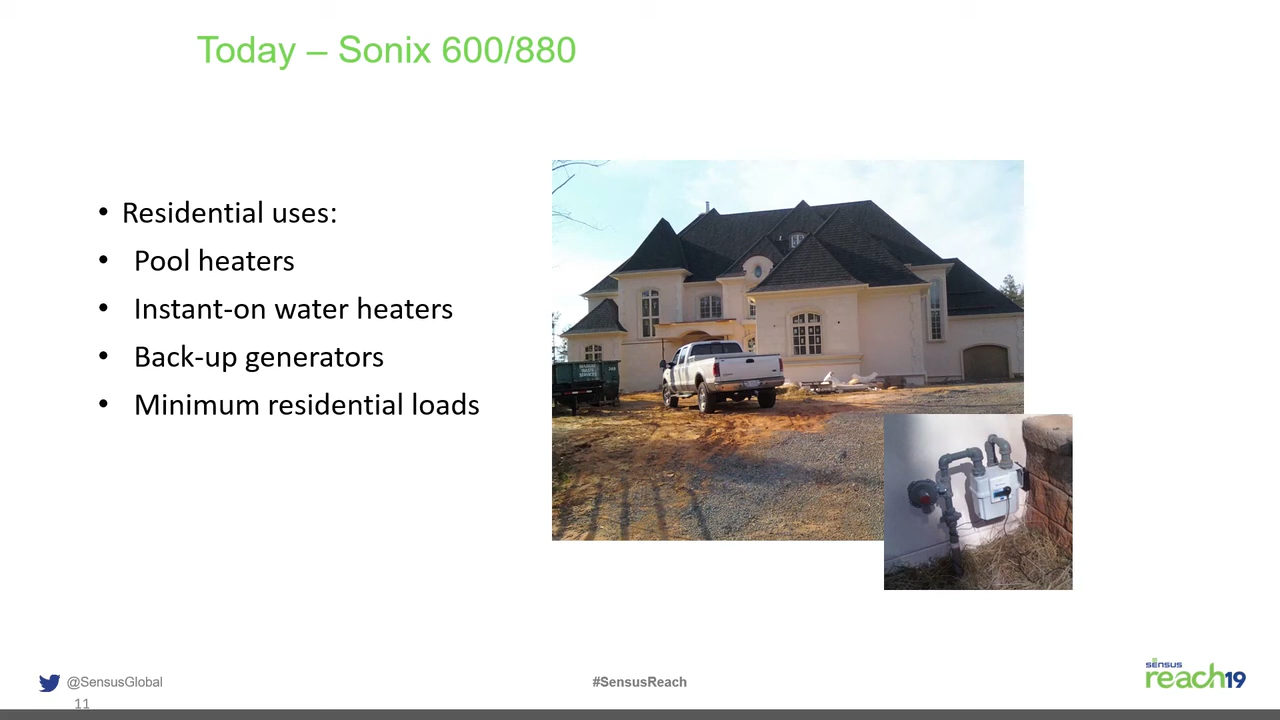 Today – Sonix 600/880
• Residential uses:
• Pool heaters
• Instant-on water heaters
• Back-up generators
• Minimum residential loads
@SensusGlobal
#SensusReach
sensus
reach19
11